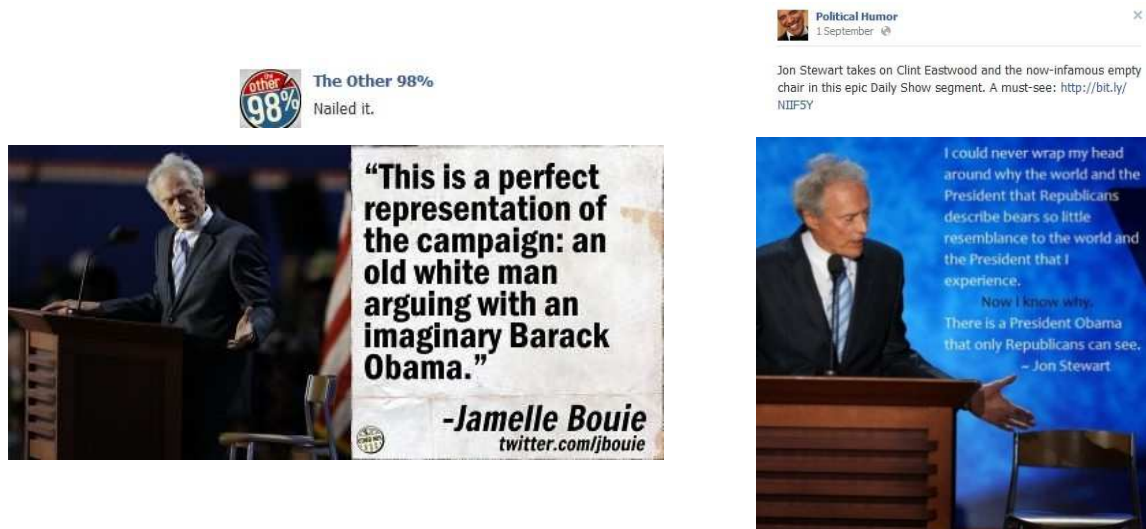 the
other
98%
The Other 98%
Nailed it.
“This is a perfect
representation of
the campaign: an
old white man
arguing with an
imaginary Barack
Obama.”
-Jamelle Bouie
twitter.com/jbouie
Political Humor
1 September
Jon Stewart takes on Clint Eastwood and the now-infamous empty
chair in this epic Daily Show segment. A must-see: http://bit.ly/
NIIF5Y
I could never wrap my head
around why the world and the
President that Republicans
describe bears so little
resemblance to the world and
the President that I
experience.
Now I know why.
There is a President Obama
that only Republicans can see.
– Jon Stewart